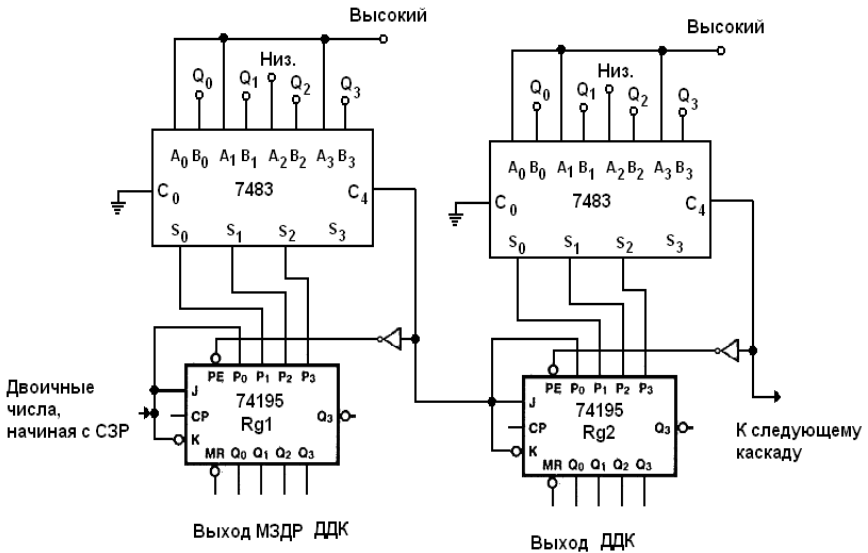 Высокий
Низ.
Q0 Q1 Q2 Q3
A0 B0 A1 B1 A2 B2 A3 B3
C0 7483 C4
S0 S1 S2 S3
Высокий
Низ.
Q0 Q1 Q2 Q3
A0 B0 A1 B1 A2 B2 A3 B3
C0 7483 C4
S0 S1 S2 S3
Двоичные
числа,
начиная с СЗР
PE P0 P1 P2 P3
J 74195
CP Rg1 Q3
K
MR Q0 Q1 Q2 Q3
Выход МЗДР ДДК
PE P0 P1 P2 P3
J 74195
CP Rg2 Q3
K
MR Q0 Q1 Q2 Q3
Выход ДДК
К следующему
каскаду